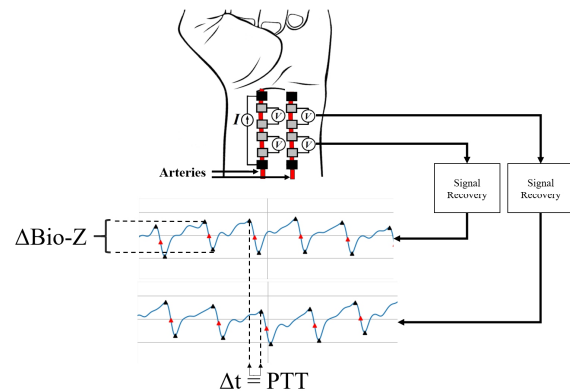 I
V
V
V
V
Arteries
Signal
Recovery
Signal
Recovery
ΔBio-Z
Δt = PTT